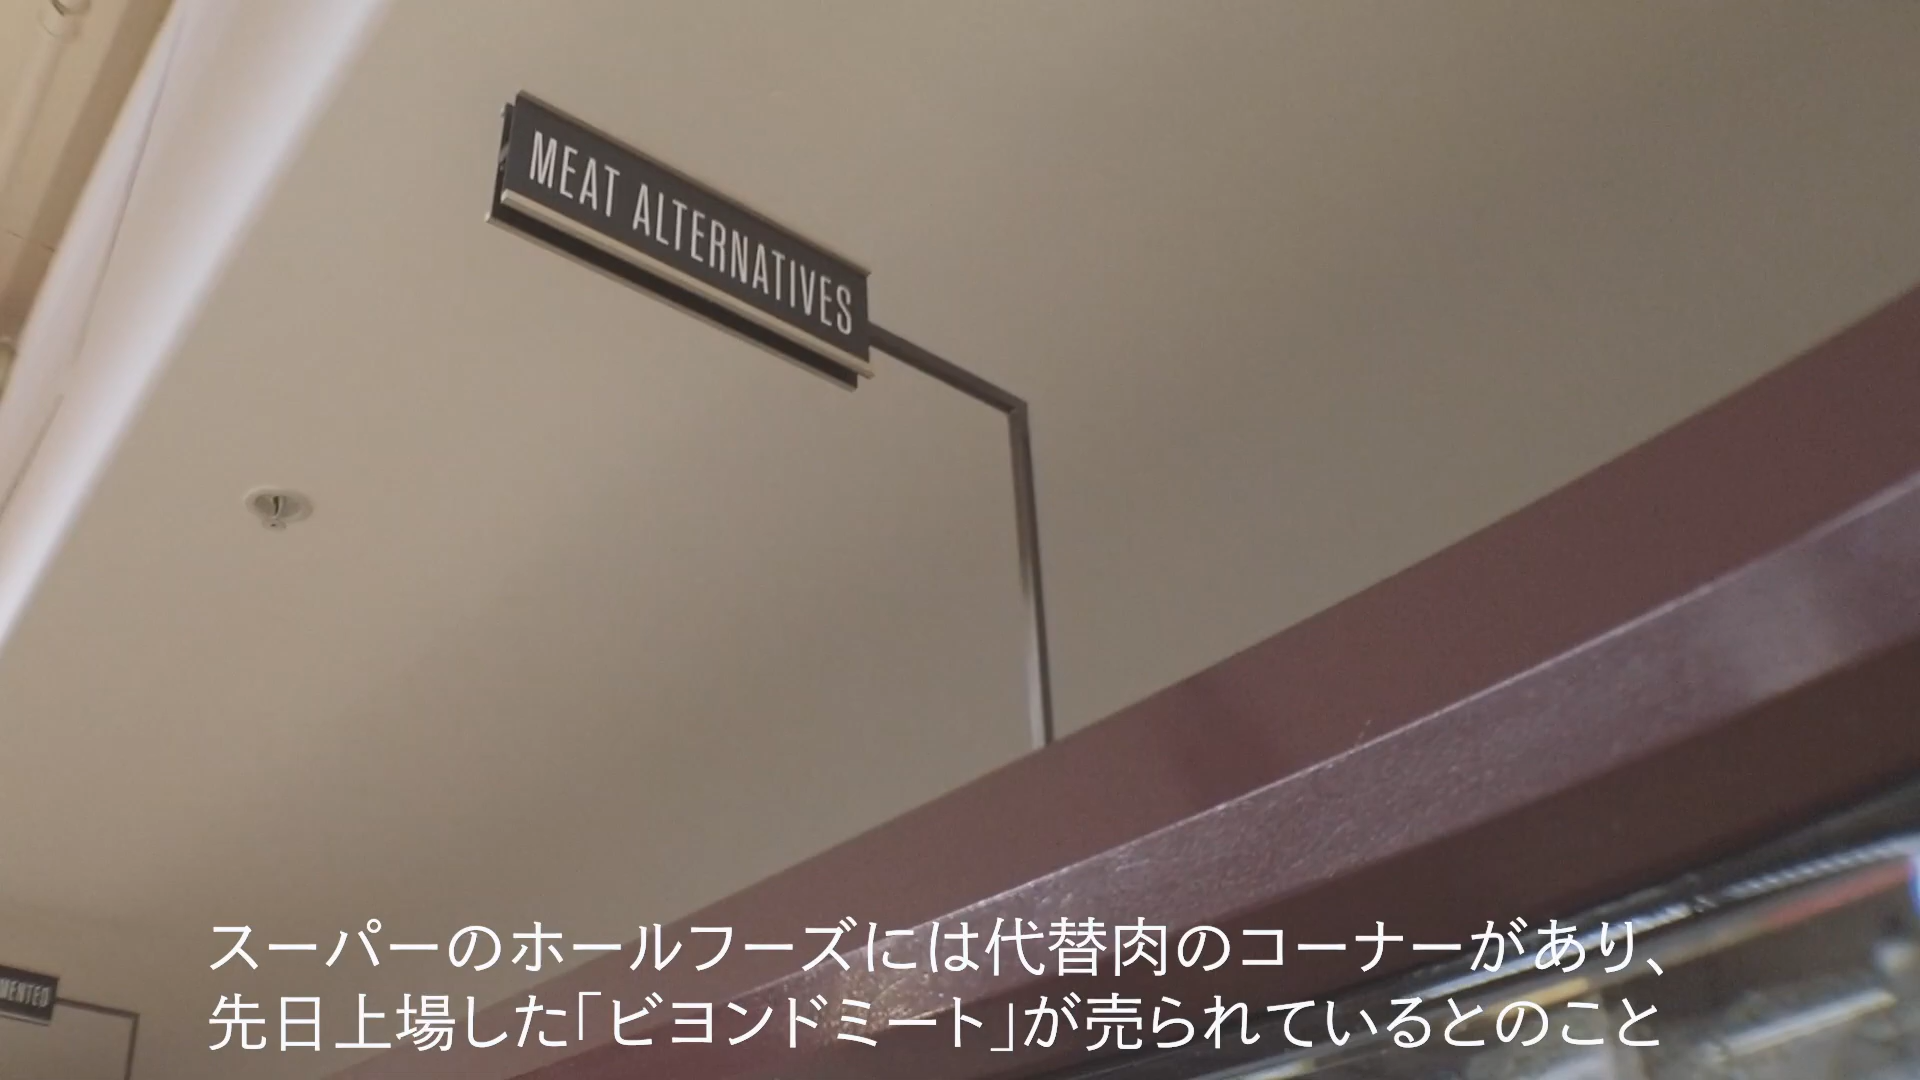 MEAT ALTERNATIVES
スーパーのホールフーズには代替肉のコーナーがあり、
先日上場した「ビヨンドミート」が売られているとのこと
MENTED